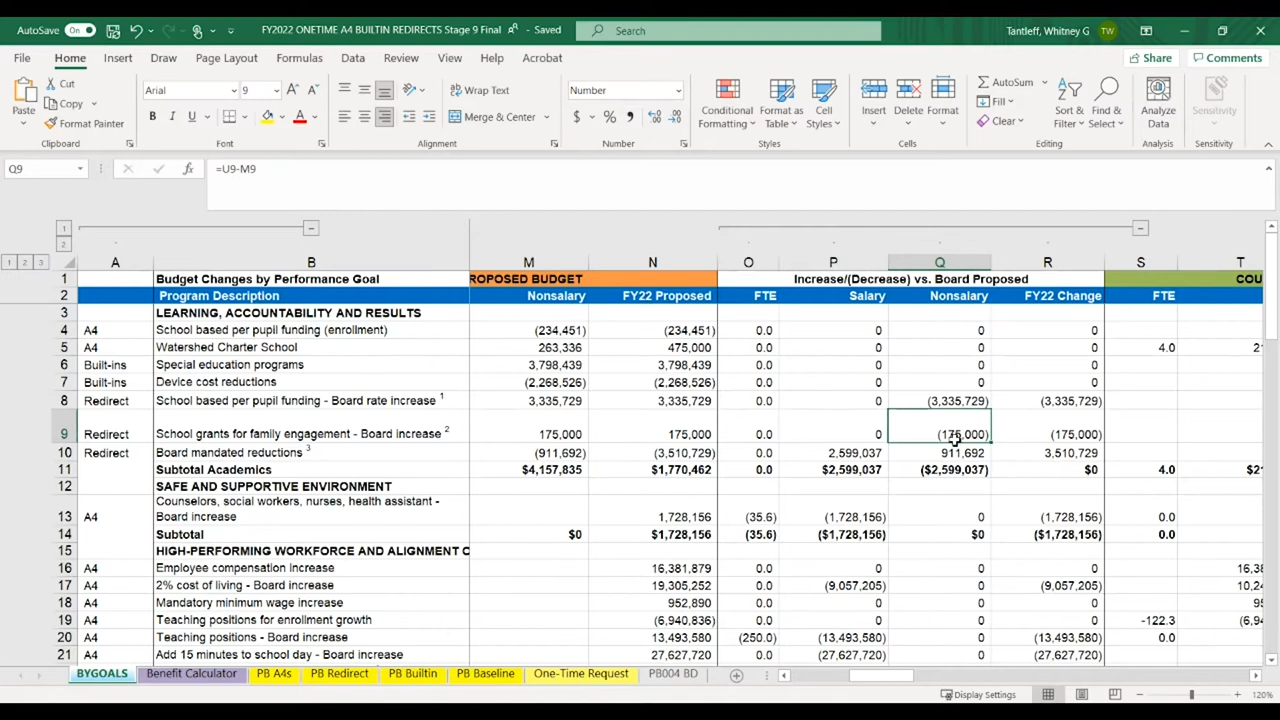 AutoSave On FY2022 ONETIME A4 BUILTIN REDIRECTS Stage 9 Final - Saved Search Tantleff, Whitney G TW
File Home Insert Draw Page Layout Formulas Data Review View Help Acrobat Share Comments
Paste Cut Copy Format Painter Clipboard
Arial 9 B I U Font
Wrap Text Merge & Center Alignment
Number $ % Number
Conditional Formatting Format as Table Cell Styles Styles
Insert Delete Format Cells
AutoSum Fill Clear Sort & Filter Find & Select Editing
Analyze Data Analysis
Sensitivity Sensitivity
Q9 fx =U9-M9
1
2
1 2 3 A B M N O P Q R S T
1 Budget Changes by Performance Goal ROPOSED BUDGET Increase/(Decrease) vs. Board Proposed COU
2 Program Description Nonsalary FY22 Proposed FTE Salary Nonsalary FY22 Change FTE
3 LEARNING, ACCOUNTABILITY AND RESULTS
4 A4 School based per pupil funding (enrollment) (234,451) (234,451) 0.0 0 0 0
5 A4 Watershed Charter School 263,336 475,000 0.0 0 0 0 4.0 21
6 Built-ins Special education programs 3,798,439 3,798,439 0.0 0 0 0
7 Built-ins Device cost reductions (2,268,526) (2,268,526) 0.0 0 0 0
8 Redirect School based per pupil funding - Board rate increase 1 3,335,729 3,335,729 0.0 0 (3,335,729) (3,335,729)
9 Redirect School grants for family engagement - Board increase 2 175,000 175,000 0.0 0 (175,000) (175,000)
10 Redirect Board mandated reductions 3 (911,692) (3,510,729) 0.0 2,599,037 911,692 3,510,729
11 Subtotal Academics $4,157,835 $1,770,462 0.0 $2,599,037 ($2,599,037) $0 4.0 $21
12 SAFE AND SUPPORTIVE ENVIRONMENT
Counselors, social workers, nurses, health assistant -
13 A4 Board increase 1,728,156 (35.6) (1,728,156) 0 (1,728,156) 0.0
14 Subtotal $0 $1,728,156 (35.6) ($1,728,156) $0 ($1,728,156) 0.0
15 HIGH-PERFORMING WORKFORCE AND ALIGNMENT O
16 A4 Employee compensation increase 16,381,879 0.0 0 0 0 16,38
17 A4 2% cost of living - Board increase 19,305,252 0.0 (9,057,205) 0 (9,057,205) 10,24
18 A4 Mandatory minimum wage increase 952,890 0.0 0 0 0 95
19 A4 Teaching positions for enrollment growth (6,940,836) 0.0 0 0 0 -122.3 (6,94
20 A4 Teaching positions - Board increase 13,493,580 (250.0) (13,493,580) 0 (13,493,580) 0.0
21 A4 Add 15 minutes to school day - Board increase 27,627,720 0.0 (27,627,720) 0 (27,627,720)
BYGOALS Benefit Calculator PB A4s PB Redirect PB Builtin PB Baseline One-Time Request PB004 BD
Display Settings 120%